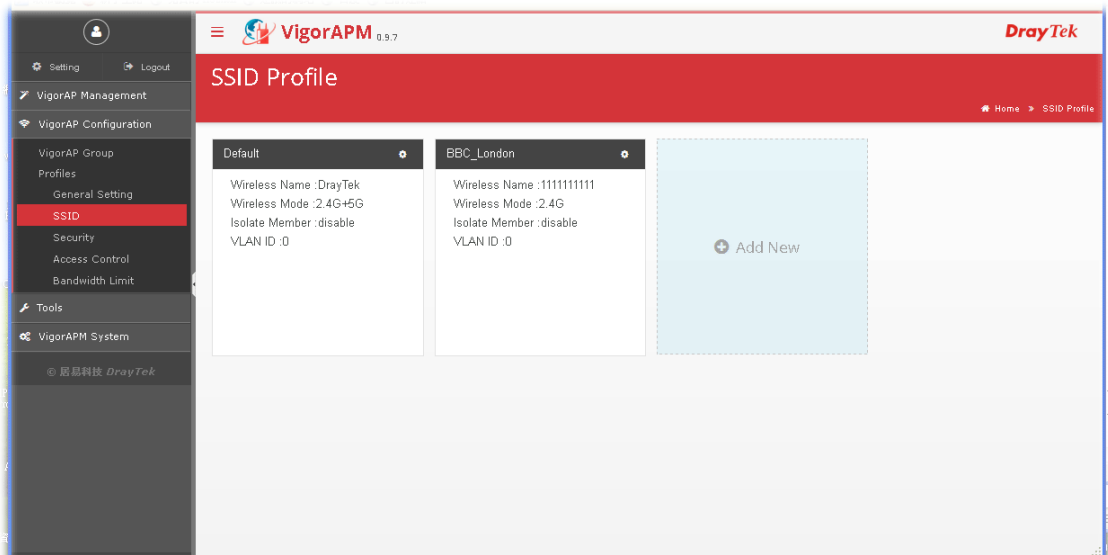 Setting
Logout
VigorAP Management
VigorAP Configuration
VigorAP Group
Profiles
General Setting
SSID
Security
Access Control
Bandwidth Limit
Tools
VigorAPM System
© 居易科技 DrayTek
VigorAPM 0.9.7
DrayTek
SSID Profile
Home » SSID Profile
Default
Wireless Name :DrayTek
Wireless Mode :2.4G+5G
Isolate Member :disable
VLAN ID :0
BBC_London
Wireless Name :1111111111
Wireless Mode :2.4G
Isolate Member :disable
VLAN ID :0
Add New